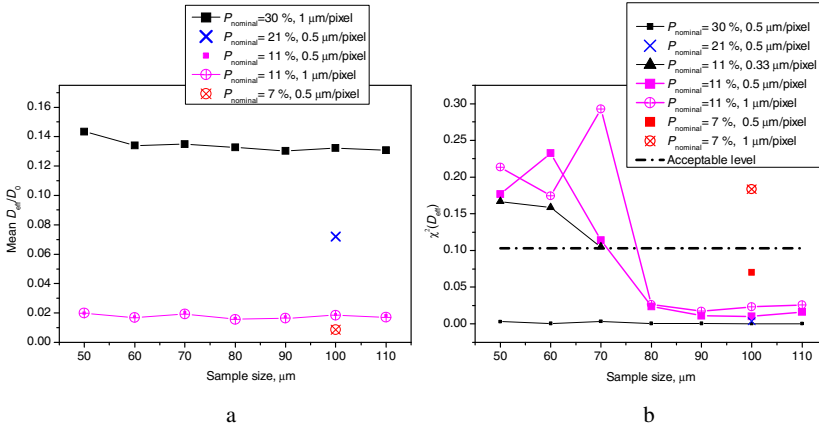 P_nominal=30 %, 1 μm/pixel
P_nominal= 21 %, 0.5 μm/pixel
P_nominal= 11 %, 0.5 μm/pixel
P_nominal= 11 %, 1 μm/pixel
P_nominal= 7 %, 0.5 μm/pixel
0.16
0.14
0.12
0.10
0.08
0.06
0.04
0.02
0.00
Mean D_eff/D_0
50 60 70 80 90 100 110
Sample size, μm
a
P_nominal= 30 %, 0.5 μm/pixel
P_nominal= 21 %, 0.5 μm/pixel
P_nominal= 11 %, 0.33 μm/pixel
P_nominal=11 %, 0.5 μm/pixel
P_nominal=11 %, 1 μm/pixel
P_nominal= 7 %, 0.5 μm/pixel
P_nominal= 7 %, 1 μm/pixel
Acceptable level
0.30
0.25
0.20
0.15
0.10
0.05
0.00
χ²(D_eff)
50 60 70 80 90 100 110
Sample size, μm
b